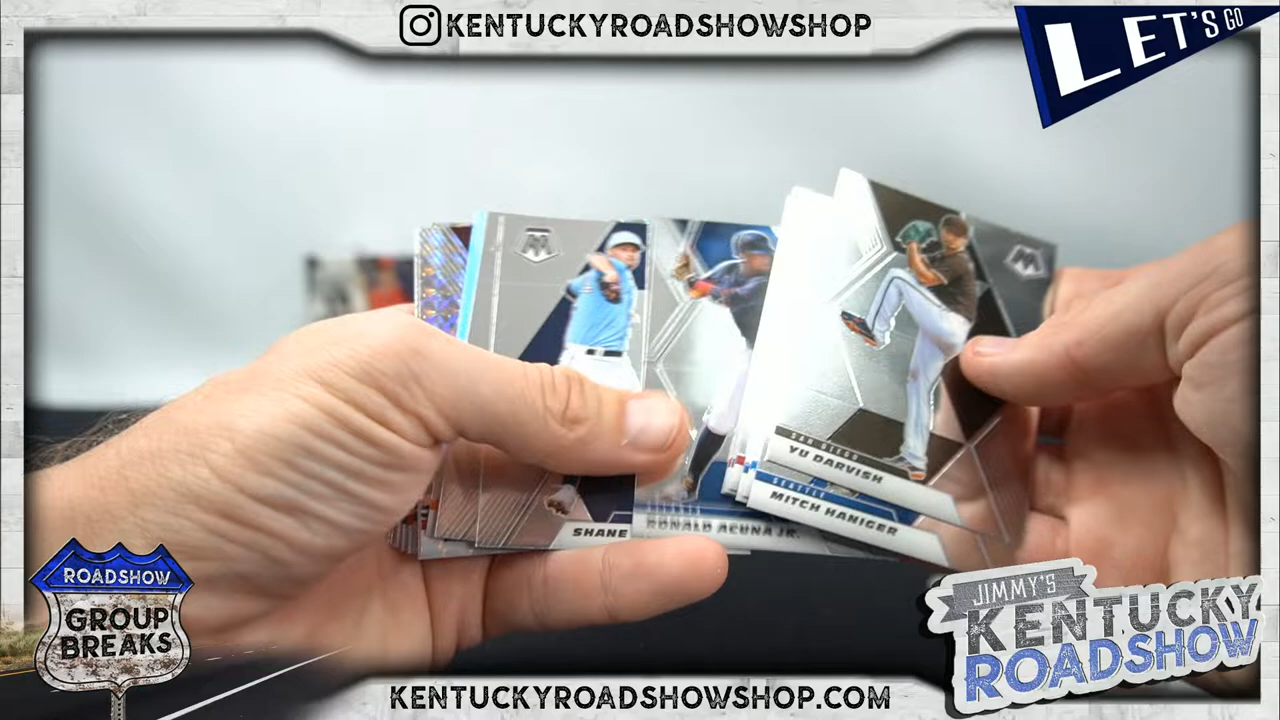 KENTUCKYROADSHOWSHOP
LET'S GO
SAN DIEGO
YU DARVISH
SEATTLE
MITCH HANIGER
SHANE
RONALD ACUNA JR.
ROADSHOW
GROUP
BREAKS
JIMMY'S
KENTUCKY
ROADSHOW
KENTUCKYROADSHOWSHOP.COM